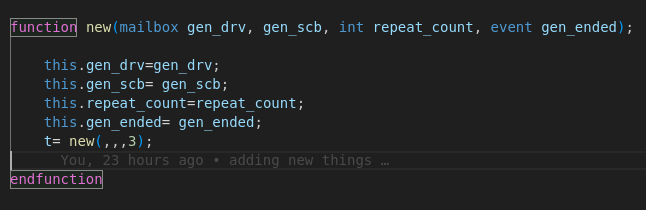 function new(mailbox gen_drv, gen_scb, int repeat_count, event gen_ended);
this.gen_drv=gen_drv;
this.gen_scb= gen_scb;
this.repeat_count=repeat_count;
this.gen_ended= gen_ended;
t= new(,,,3);
You, 23 hours ago • adding new things …
endfunction